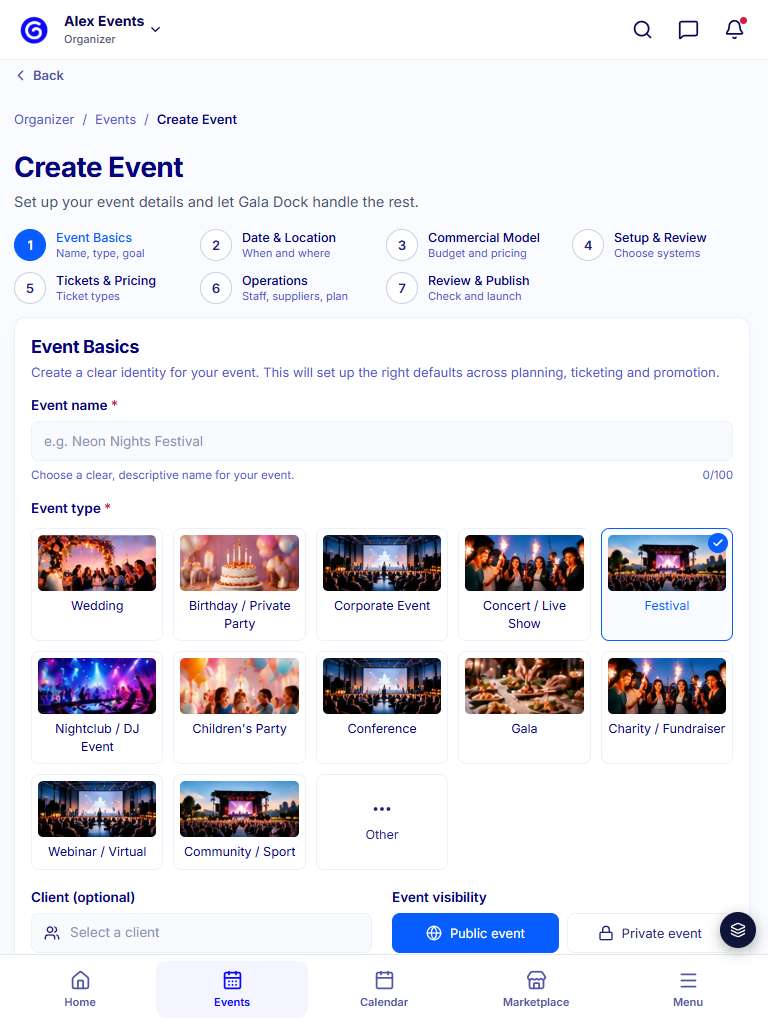 Alex Events
Organizer
Back
Organizer / Events / Create Event
Create Event
Set up your event details and let Gala Dock handle the rest.
1 Event Basics
Name, type, goal
2 Date & Location
When and where
3 Commercial Model
Budget and pricing
4 Setup & Review
Choose systems
5 Tickets & Pricing
Ticket types
6 Operations
Staff, suppliers, plan
7 Review & Publish
Check and launch
Event Basics
Create a clear identity for your event. This will set up the right defaults across planning, ticketing and promotion.
Event name *
e.g. Neon Nights Festival
Choose a clear, descriptive name for your event.
0/100
Event type *
Wedding
Birthday / Private
Party
Corporate Event
Concert / Live
Show
Festival
Nightclub / DJ
Event
Children's Party
Conference
Gala
Charity / Fundraiser
Webinar / Virtual
Community / Sport
Other
Client (optional)
Select a client
Event visibility
Public event
Private event
Home
Events
Calendar
Marketplace
Menu